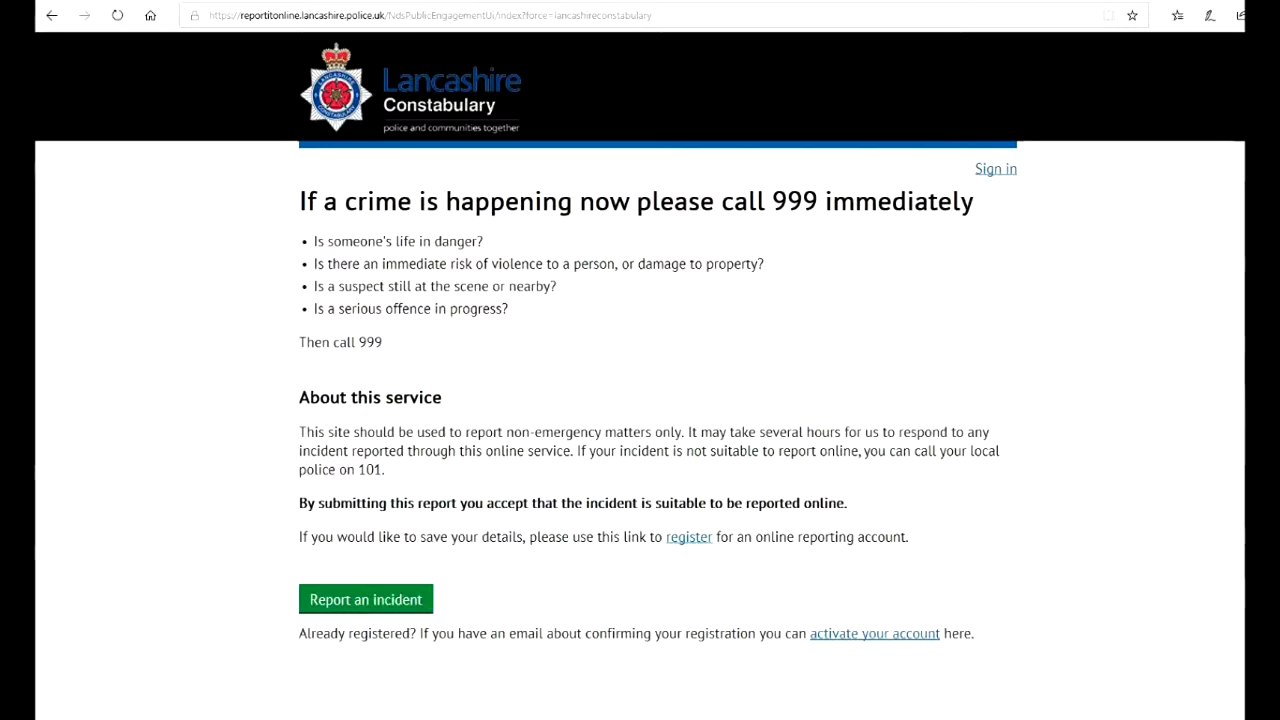 https://reportitonline.lancashire.police.uk/NdsPublicEngagementUi/index?force=lancashireconstabulary
LANCASHIRE
CONSTABULARY
Lancashire
Constabulary
police and communities together
Sign in
If a crime is happening now please call 999 immediately
• Is someone's life in danger?
• Is there an immediate risk of violence to a person, or damage to property?
• Is a suspect still at the scene or nearby?
• Is a serious offence in progress?
Then call 999
About this service
This site should be used to report non-emergency matters only. It may take several hours for us to respond to any
incident reported through this online service. If your incident is not suitable to report online, you can call your local
police on 101.
By submitting this report you accept that the incident is suitable to be reported online.
If you would like to save your details, please use this link to register for an online reporting account.
Report an incident
Already registered? If you have an email about confirming your registration you can activate your account here.